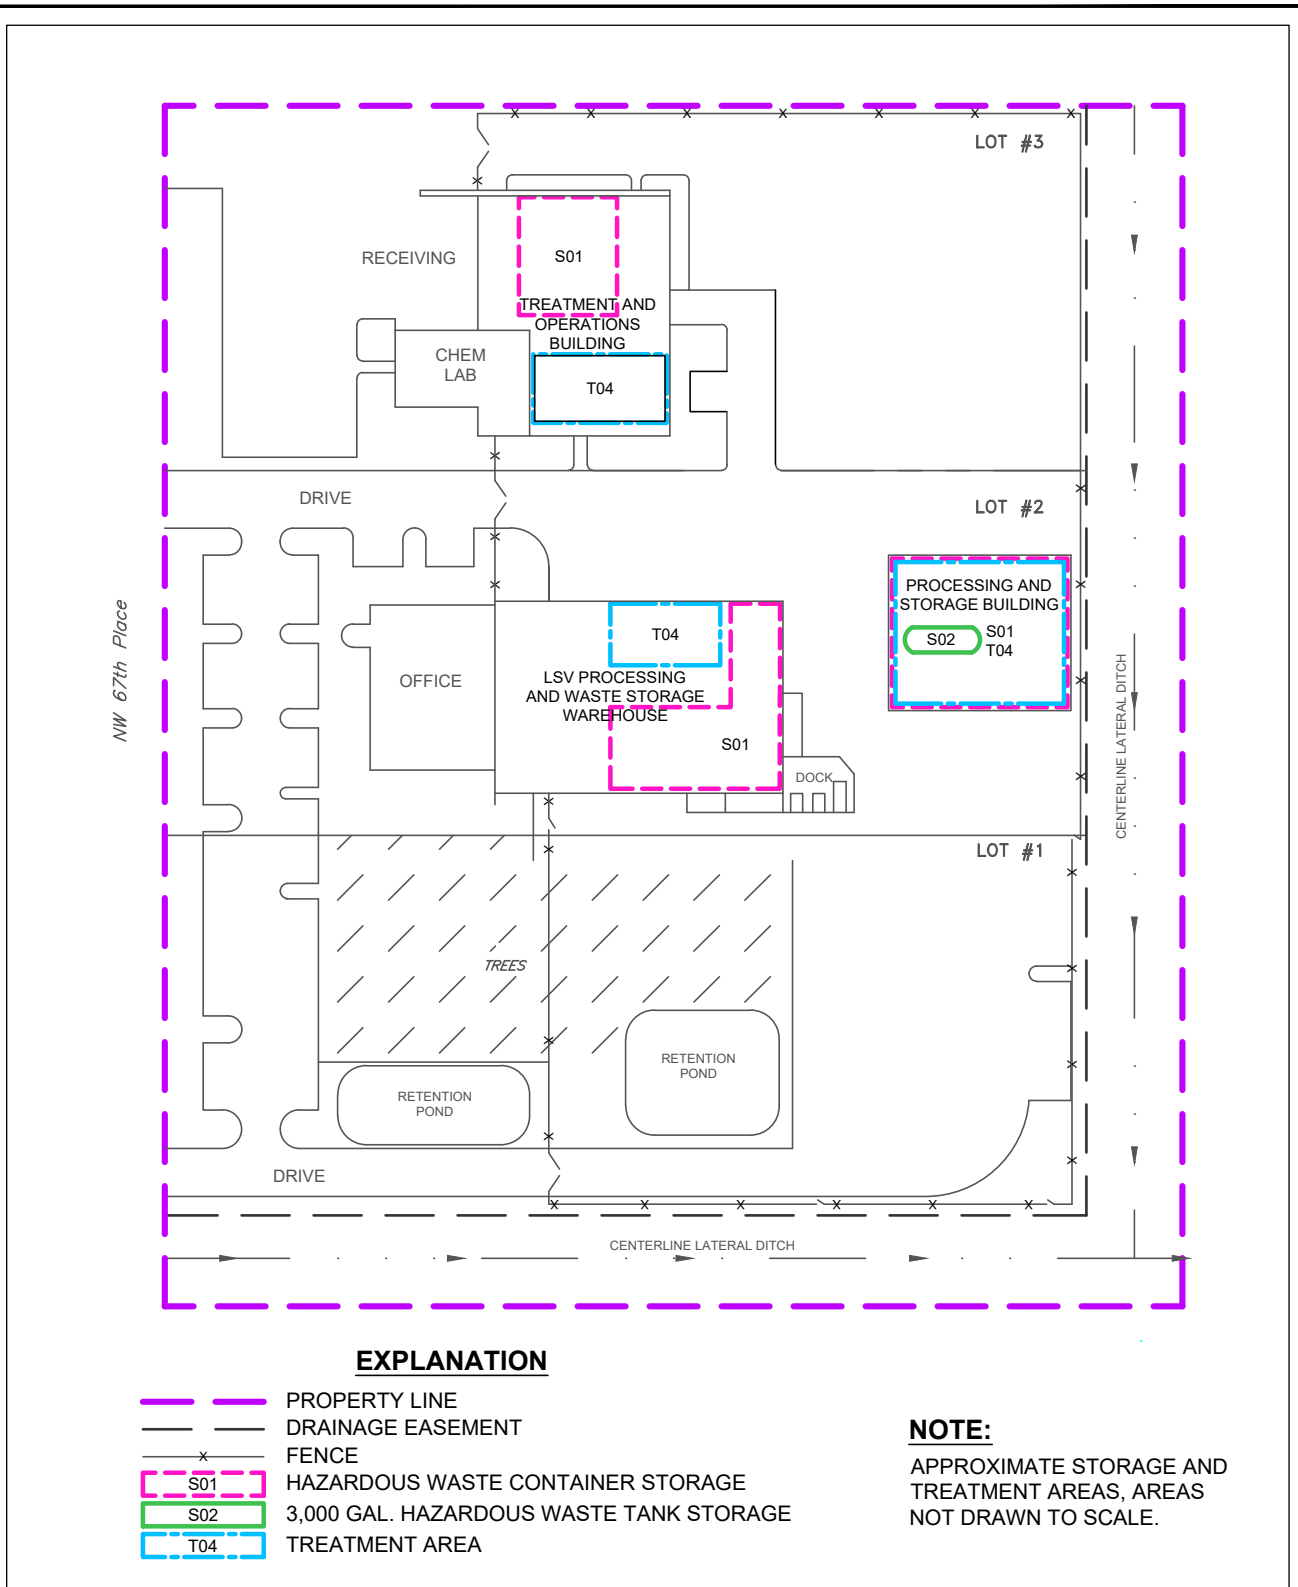 LOT #3
RECEIVING
S01
TREATMENT AND
OPERATIONS
BUILDING
CHEM
LAB
T04
DRIVE
LOT #2
NW 67th Place
OFFICE
T04
LSV PROCESSING
AND WASTE STORAGE
WAREHOUSE
S01
DOCK
PROCESSING AND
STORAGE BUILDING
S02
S01
T04
CENTERLINE LATERAL DITCH
LOT #1
TREES
RETENTION
POND
RETENTION
POND
DRIVE
CENTERLINE LATERAL DITCH
EXPLANATION
PROPERTY LINE
DRAINAGE EASEMENT
X FENCE
S01 HAZARDOUS WASTE CONTAINER STORAGE
S02 3,000 GAL. HAZARDOUS WASTE TANK STORAGE
T04 TREATMENT AREA
NOTE:
APPROXIMATE STORAGE AND
TREATMENT AREAS, AREAS
NOT DRAWN TO SCALE.